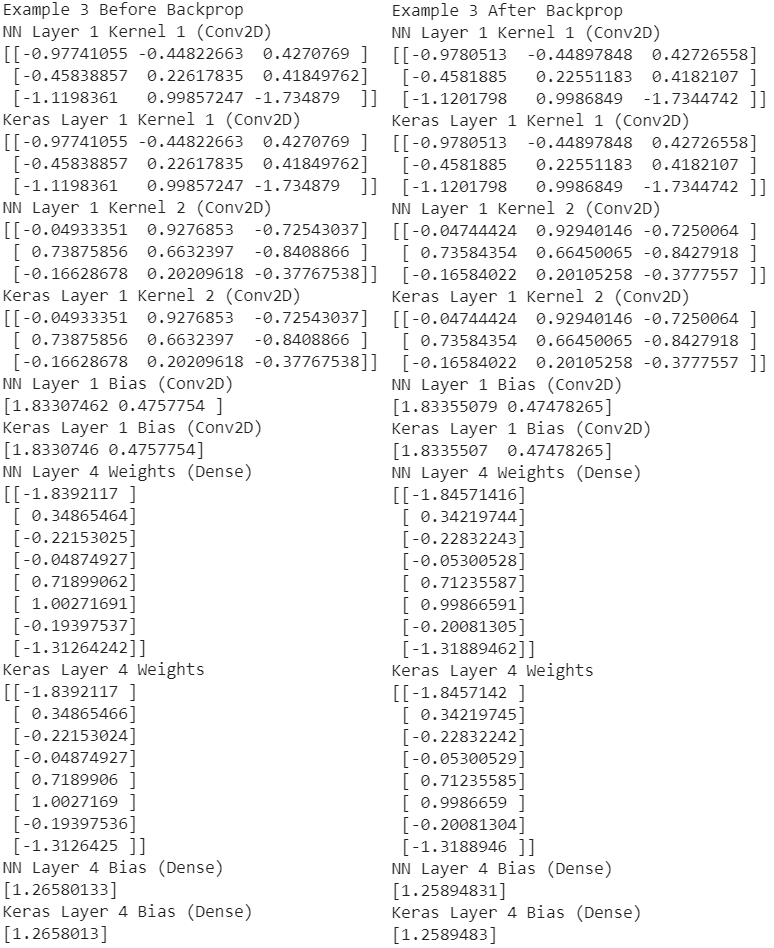 Example 3 Before Backprop
NN Layer 1 Kernel 1 (Conv2D)
[[-0.97741055 -0.44822663  0.4270769 ]
 [-0.45838857  0.22617835  0.41849762]
 [-1.1198361   0.99857247 -1.734879  ]]
Keras Layer 1 Kernel 1 (Conv2D)
[[-0.97741055 -0.44822663  0.4270769 ]
 [-0.45838857  0.22617835  0.41849762]
 [-1.1198361   0.99857247 -1.734879  ]]
NN Layer 1 Kernel 2 (Conv2D)
[[-0.04933351  0.9276853  -0.72543037]
 [ 0.73875856  0.6632397  -0.8408866 ]
 [-0.16628678  0.20209618 -0.37767538]]
Keras Layer 1 Kernel 2 (Conv2D)
[[-0.04933351  0.9276853  -0.72543037]
 [ 0.73875856  0.6632397  -0.8408866 ]
 [-0.16628678  0.20209618 -0.37767538]]
NN Layer 1 Bias (Conv2D)
[1.83307462 0.4757754 ]
Keras Layer 1 Bias (Conv2D)
[1.8330746 0.4757754]
NN Layer 4 Weights (Dense)
[[-1.8392117 ]
 [ 0.34865464]
 [-0.22153025]
 [-0.04874927]
 [ 0.71899062]
 [ 1.00271691]
 [-0.19397537]
 [-1.31264242]]
Keras Layer 4 Weights
[[-1.8392117 ]
 [ 0.34865466]
 [-0.22153024]
 [-0.04874927]
 [ 0.7189906 ]
 [ 1.0027169 ]
 [-0.19397536]
 [-1.3126425 ]]
NN Layer 4 Bias (Dense)
[1.26580133]
Keras Layer 4 Bias (Dense)
[1.2658013]
Example 3 After Backprop
NN Layer 1 Kernel 1 (Conv2D)
[[-0.9780513  -0.44897848  0.42726558]
 [-0.4581885   0.22551183  0.4182107 ]
 [-1.1201798   0.9986849  -1.7344742 ]]
Keras Layer 1 Kernel 1 (Conv2D)
[[-0.9780513  -0.44897848  0.42726558]
 [-0.4581885   0.22551183  0.4182107 ]
 [-1.1201798   0.9986849  -1.7344742 ]]
NN Layer 1 Kernel 2 (Conv2D)
[[-0.04744424  0.92940146 -0.7250064 ]
 [ 0.73584354  0.66450065 -0.8427918 ]
 [-0.16584022  0.20105258 -0.3777557 ]]
Keras Layer 1 Kernel 2 (Conv2D)
[[-0.04744424  0.92940146 -0.7250064 ]
 [ 0.73584354  0.66450065 -0.8427918 ]
 [-0.16584022  0.20105258 -0.3777557 ]]
NN Layer 1 Bias (Conv2D)
[1.83355079 0.47478265]
Keras Layer 1 Bias (Conv2D)
[1.8335507  0.47478265]
NN Layer 4 Weights (Dense)
[[-1.84571416]
 [ 0.34219744]
 [-0.22832243]
 [-0.05300528]
 [ 0.71235587]
 [ 0.99866591]
 [-0.20081305]
 [-1.31889462]]
Keras Layer 4 Weights
[[-1.8457142 ]
 [ 0.34219745]
 [-0.22832242]
 [-0.05300529]
 [ 0.71235585]
 [ 0.9986659 ]
 [-0.20081304]
 [-1.3188946 ]]
NN Layer 4 Bias (Dense)
[1.25894831]
Keras Layer 4 Bias (Dense)
[1.2589483]